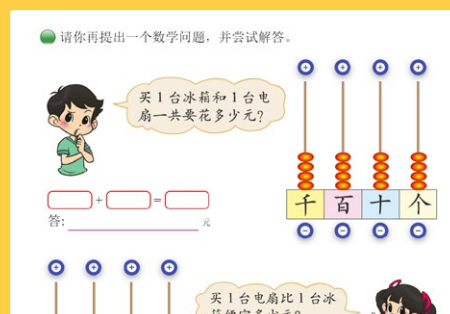 请你再提出一个数学问题，并尝试解答。
买1台冰箱和1台电
扇一共要花多少元？
+ =
答： 元
千 百 十 个
买1台电扇比1台冰